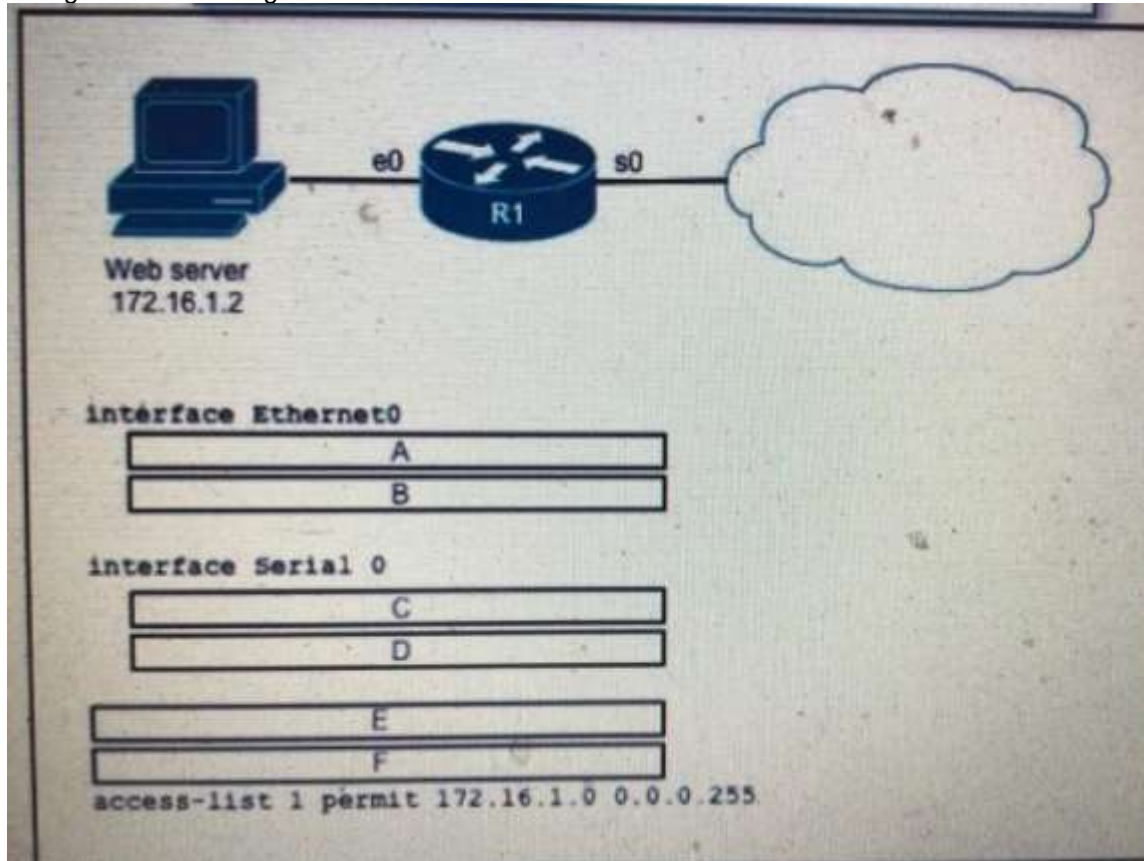 e0
s0
R1
Web server
172.16.1.2
interface Ethernet0
A
B
interface Serial 0
C
D
E
F
access-list 1 permit 172.16.1.0 0.0.0.255